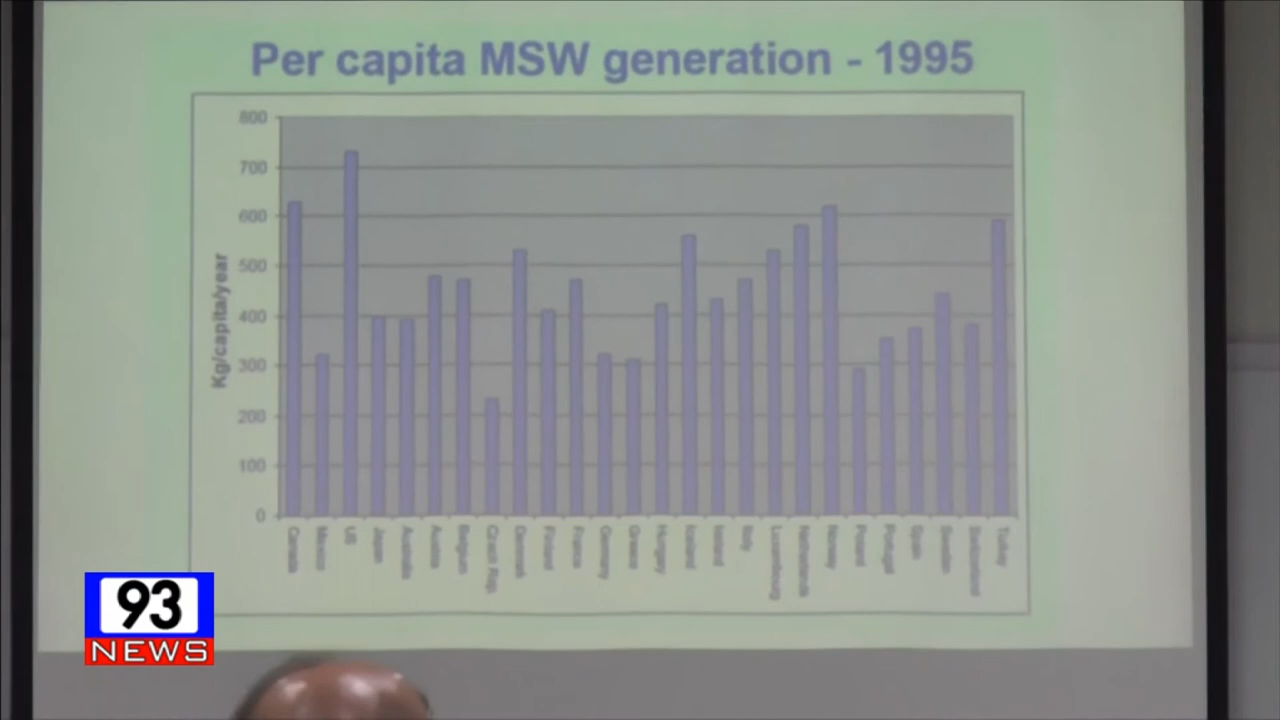 Per capita MSW generation - 1995
800
700
600
500
400
300
200
100
0
Kg/capita/year
Canada
Mexico
US
Japan
Australia
Austria
Belgium
Czech Rep.
Denmark
Finland
France
Germany
Greece
Hungary
Iceland
Ireland
Italy
Luxembourg
Netherlands
Norway
Poland
Portugal
Spain
Sweden
Switzerland
Turkey
93
NEWS